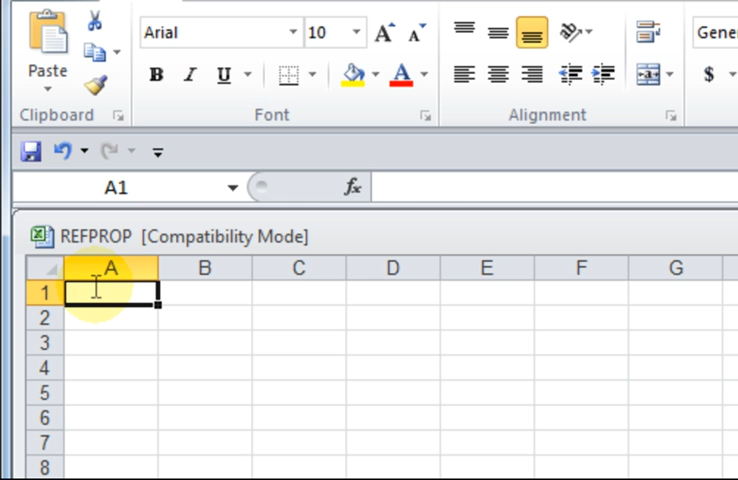 Arial 10 A A Gene
Paste B I U A $
Clipboard Font Alignment
A1 fx
REFPROP [Compatibility Mode]
A B C D E F G
1
2
3
4
5
6
7
8